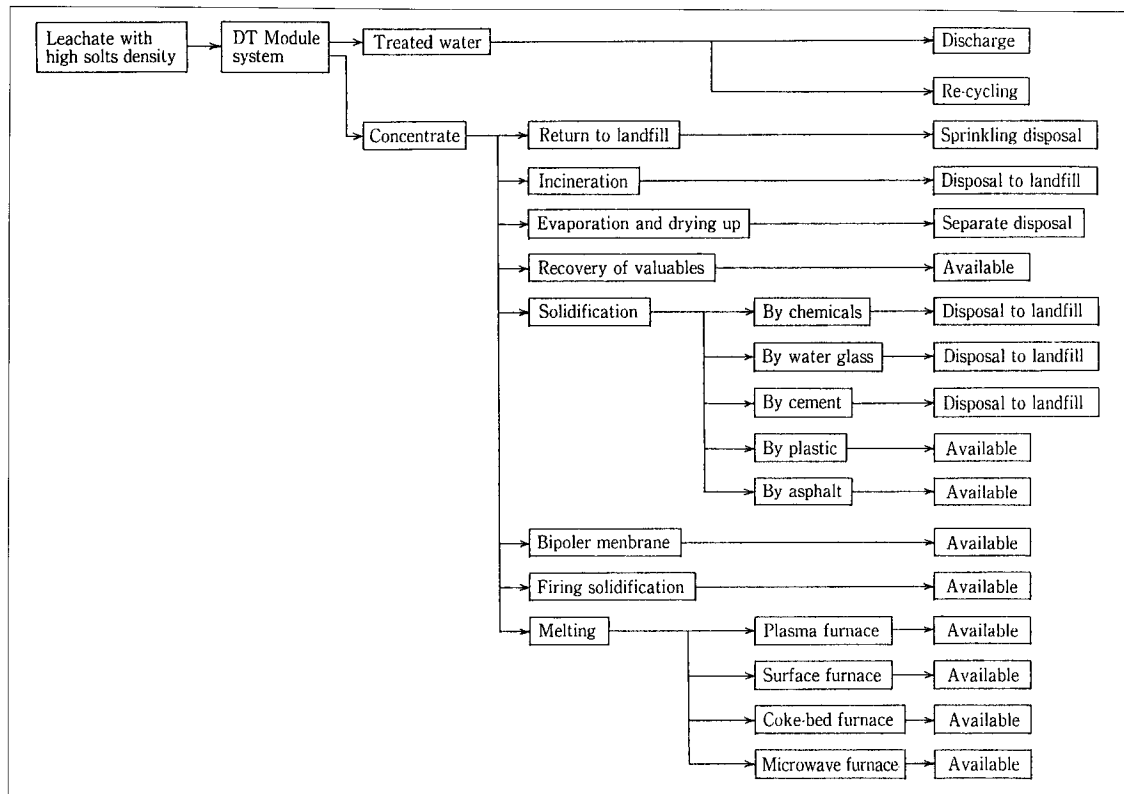 Leachate with
high solts density
DT Module
system
Treated water
Discharge
Re-cycling
Concentrate
Return to landfill
Sprinkling disposal
Incineration
Disposal to landfill
Evaporation and drying up
Separate disposal
Recovery of valuables
Available
Solidification
By chemicals
Disposal to landfill
By water glass
Disposal to landfill
By cement
Disposal to landfill
By plastic
Available
By asphalt
Available
Bipoler menbrane
Available
Firing solidification
Available
Melting
Plasma furnace
Available
Surface furnace
Available
Coke-bed furnace
Available
Microwave furnace
Available